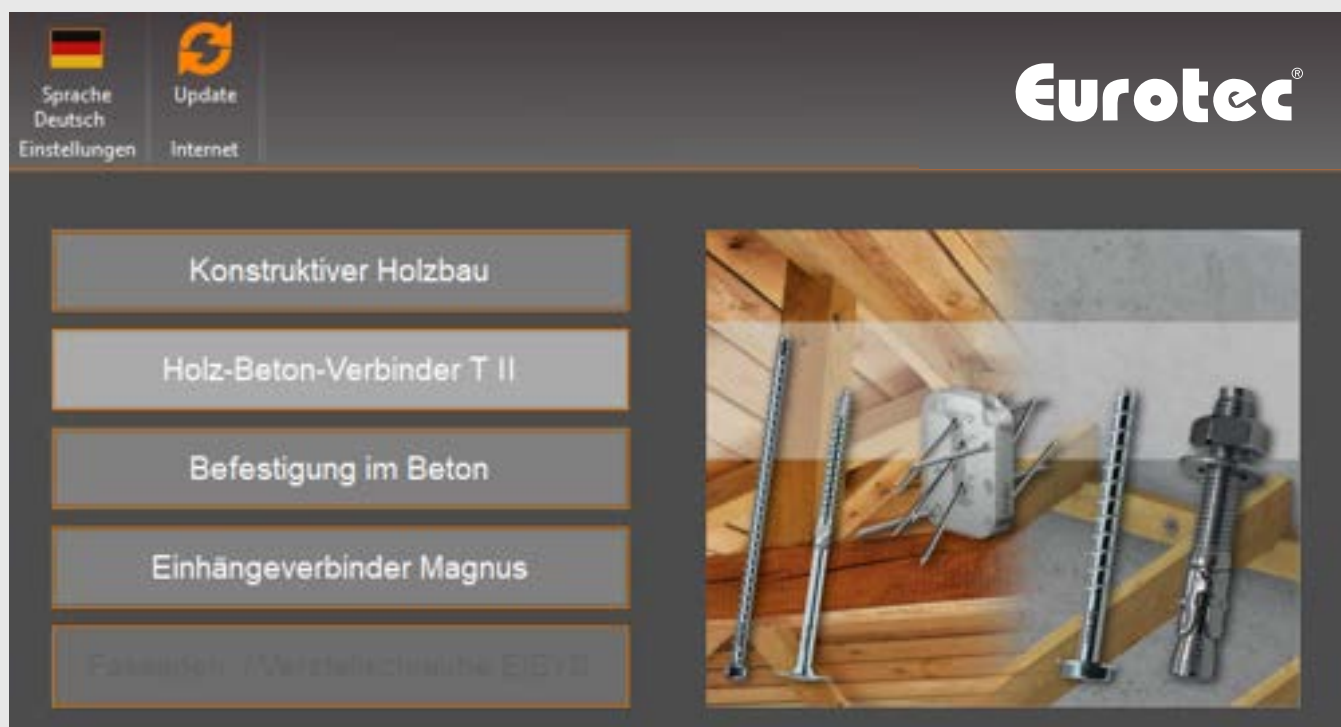 Sprache
Deutsch
Einstellungen
Update
Internet
Eurotec®
Konstruktiver Holzbau
Holz-Beton-Verbinder T II
Befestigung im Beton
Einhängeverbinder Magnus